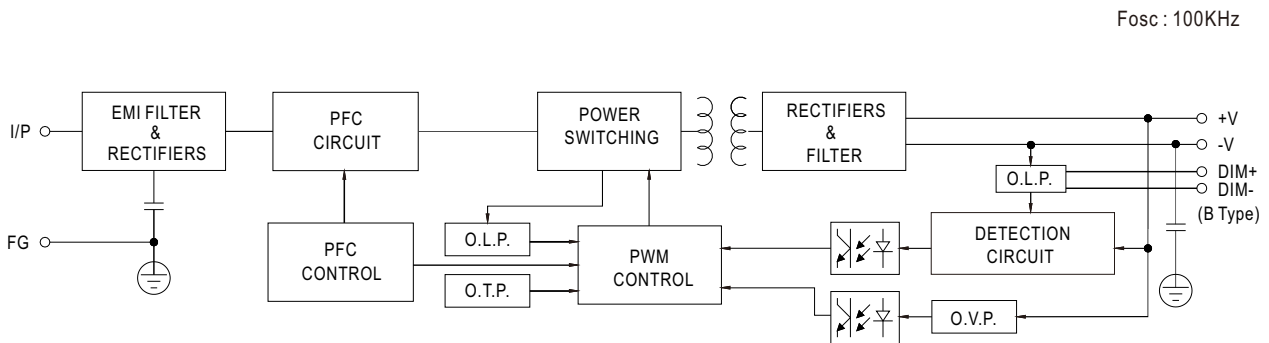 Fosc : 100KHz
I/P
EMI FILTER
&
RECTIFIERS
PFC
CIRCUIT
POWER
SWITCHING
RECTIFIERS
&
FILTER
+V
-V
O.L.P.
DIM+
DIM-
(B Type)
FG
PFC
CONTROL
O.L.P.
O.T.P.
PWM
CONTROL
DETECTION
CIRCUIT
O.V.P.